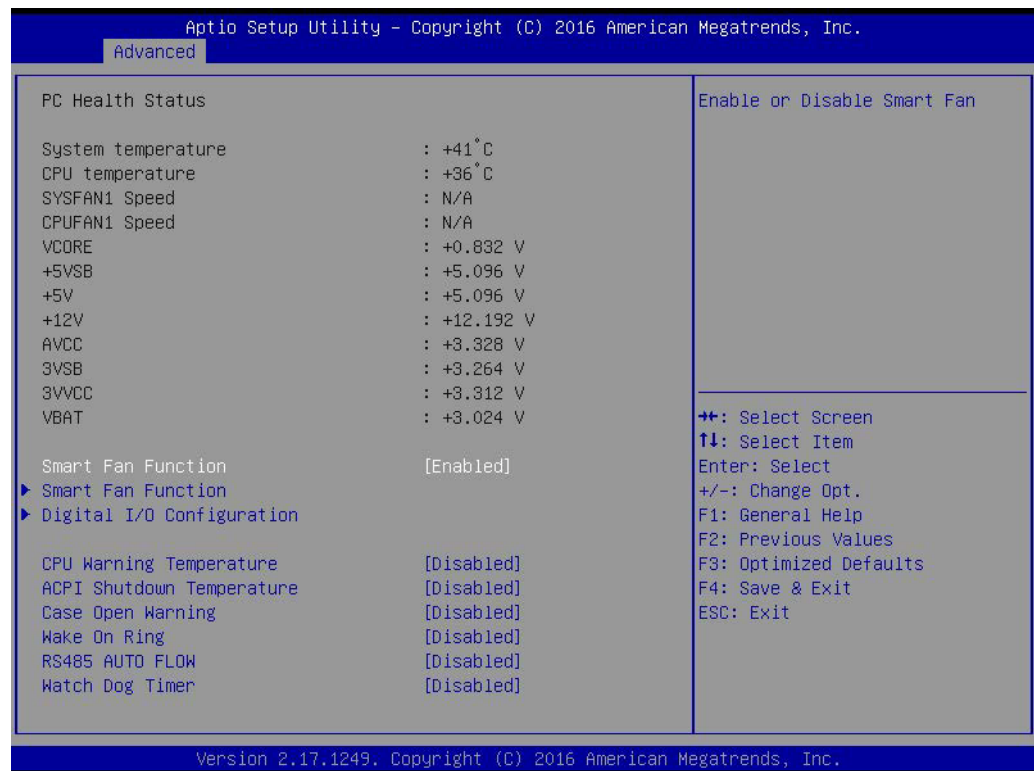 Aptio Setup Utility – Copyright (C) 2016 American Megatrends, Inc.
Advanced
PC Health Status
System temperature : +41°C
CPU temperature : +36°C
SYSFAN1 Speed : N/A
CPUFAN1 Speed : N/A
VCORE : +0.832 V
+5VSB : +5.096 V
+5V : +5.096 V
+12V : +12.192 V
AVCC : +3.328 V
3VSB : +3.264 V
3VVCC : +3.312 V
VBAT : +3.024 V
Smart Fan Function [Enabled]
Smart Fan Function
Digital I/O Configuration
CPU Warning Temperature [Disabled]
ACPI Shutdown Temperature [Disabled]
Case Open Warning [Disabled]
Wake On Ring [Disabled]
RS485 AUTO FLOW [Disabled]
Watch Dog Timer [Disabled]
Enable or Disable Smart Fan
→←: Select Screen
↑↓: Select Item
Enter: Select
+/-: Change Opt.
F1: General Help
F2: Previous Values
F3: Optimized Defaults
F4: Save & Exit
ESC: Exit
Version 2.17.1249. Copyright (C) 2016 American Megatrends, Inc.